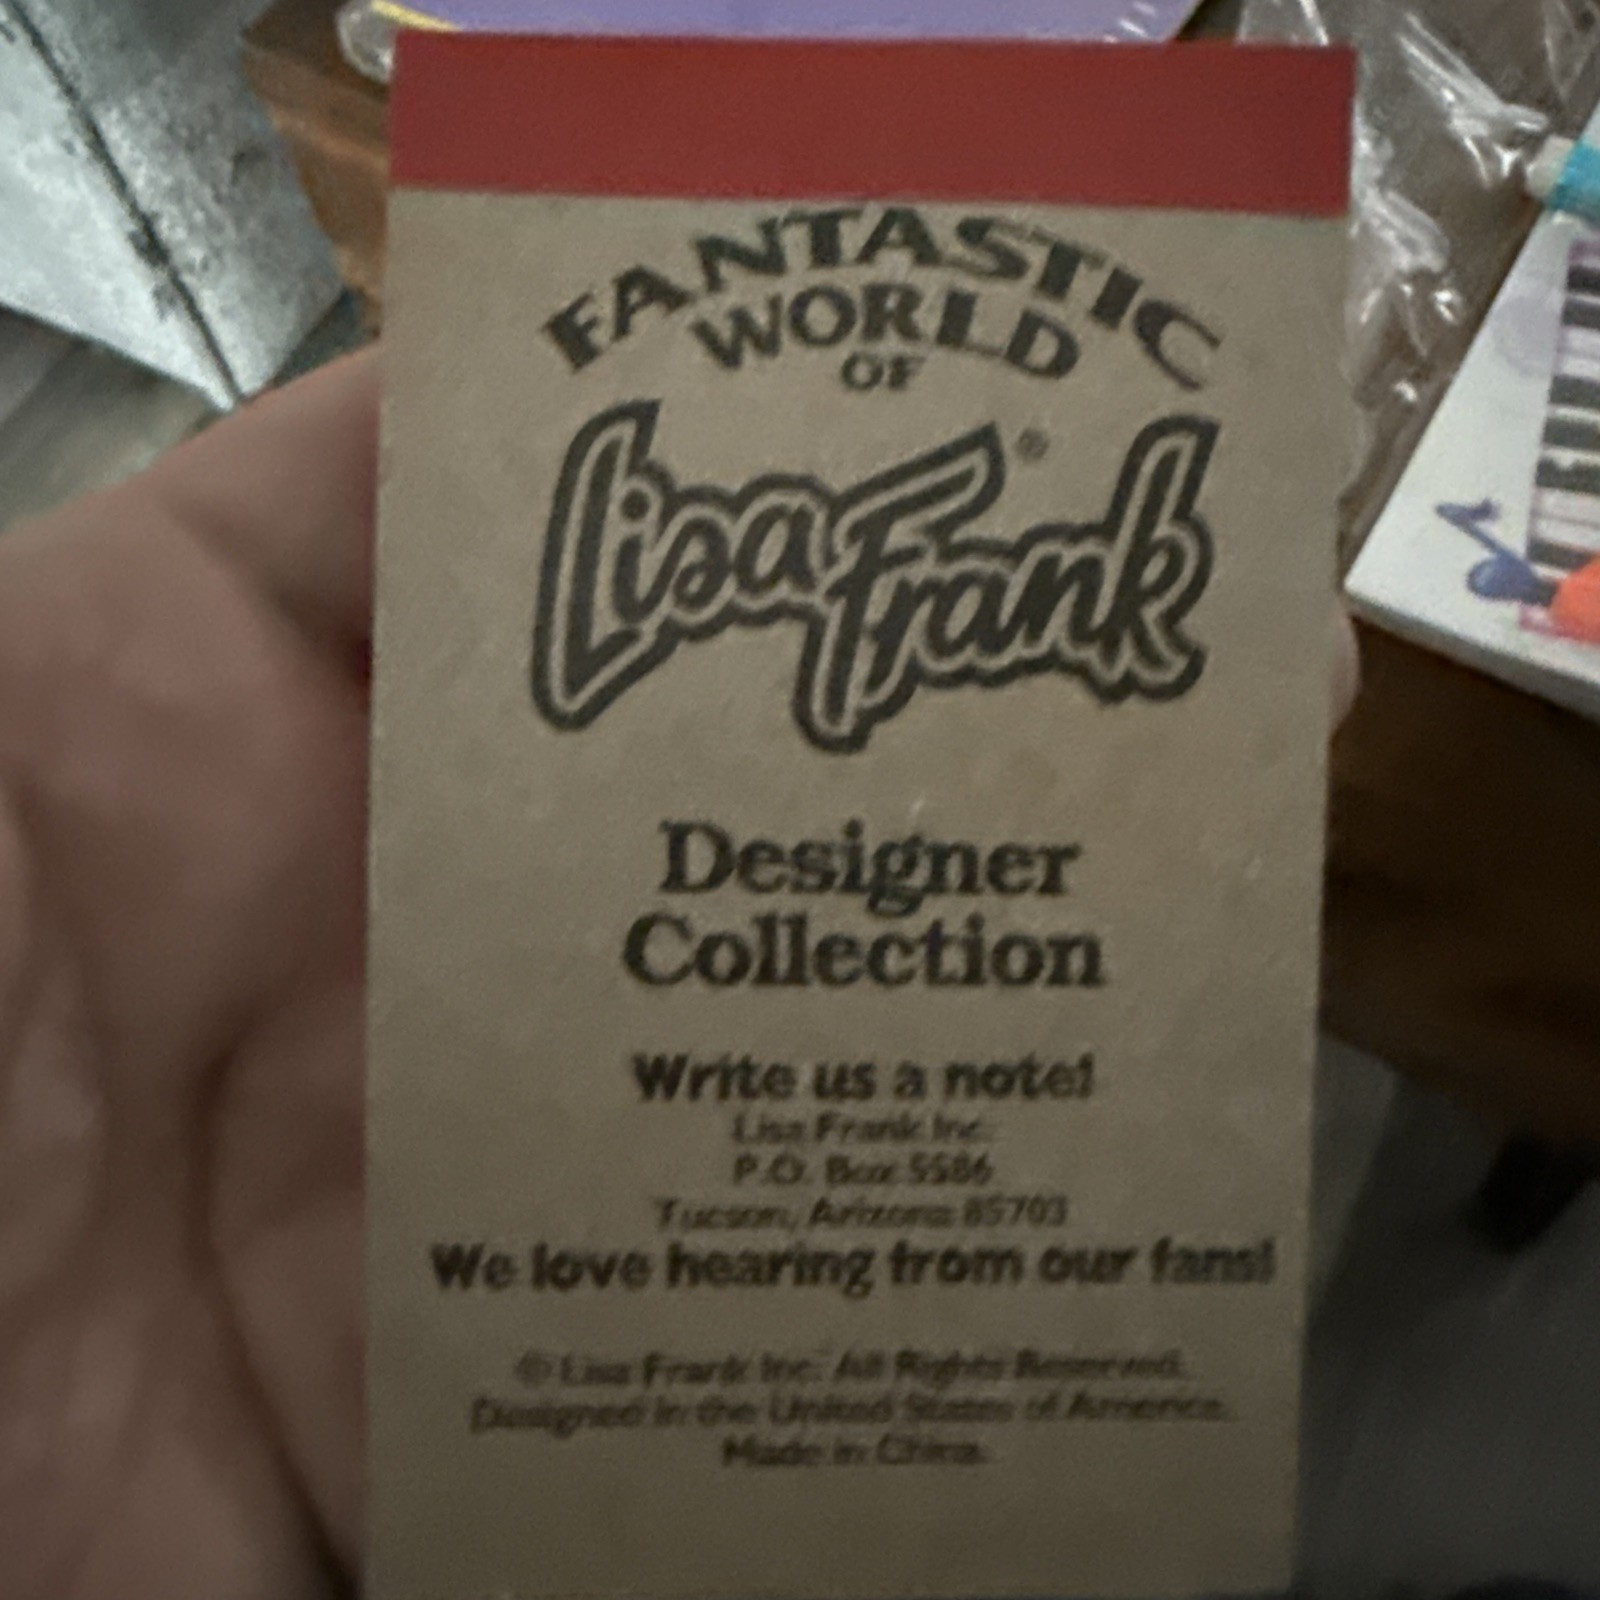 FANTASTIC
WORLD
OF
Lisa Frank®
Designer
Collection
Write us a note!
Lisa Frank Inc.
P.O. Box 5586
Tucson, Arizona 85703
We love hearing from our fans!
© Lisa Frank Inc. All Rights Reserved.
Designed in the United States of America.
Made in China.